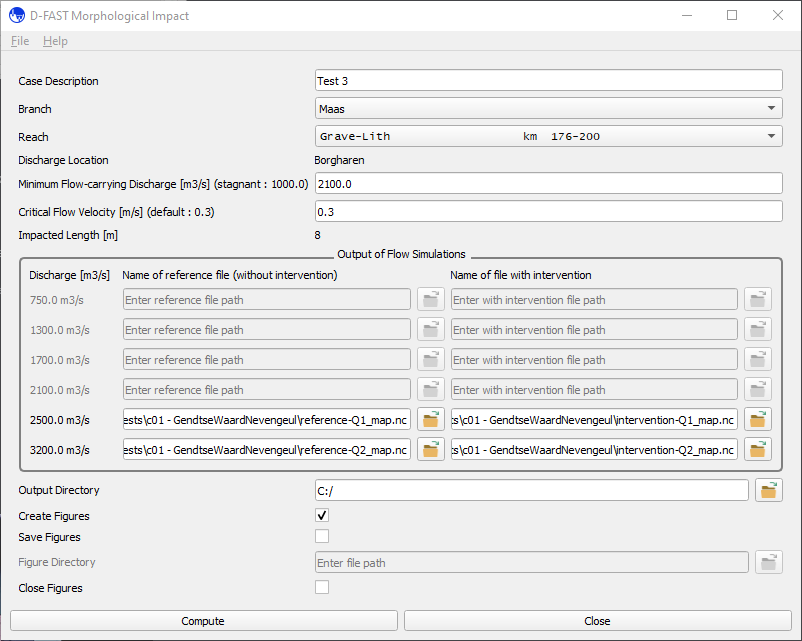 D-FAST Morphological Impact
File Help
Case Description Test 3
Branch Maas
Reach Grave-Lith km 176-200
Discharge Location Borgharen
Minimum Flow-carrying Discharge [m3/s] (stagnant : 1000.0) 2100.0
Critical Flow Velocity [m/s] (default : 0.3) 0.3
Impacted Length [m] 8
Output of Flow Simulations
Discharge [m3/s] Name of reference file (without intervention) Name of file with intervention
750.0 m3/s Enter reference file path Enter with intervention file path
1300.0 m3/s Enter reference file path Enter with intervention file path
1700.0 m3/s Enter reference file path Enter with intervention file path
2100.0 m3/s Enter reference file path Enter with intervention file path
2500.0 m3/s ests\c01 - GendtseWaardNevengeul\reference-Q1_map.nc ts\c01 - GendtseWaardNevengeul\intervention-Q1_map.nc
3200.0 m3/s ests\c01 - GendtseWaardNevengeul\reference-Q2_map.nc ts\c01 - GendtseWaardNevengeul\intervention-Q2_map.nc
Output Directory C:/
Create Figures
Save Figures
Figure Directory Enter file path
Close Figures
Compute Close